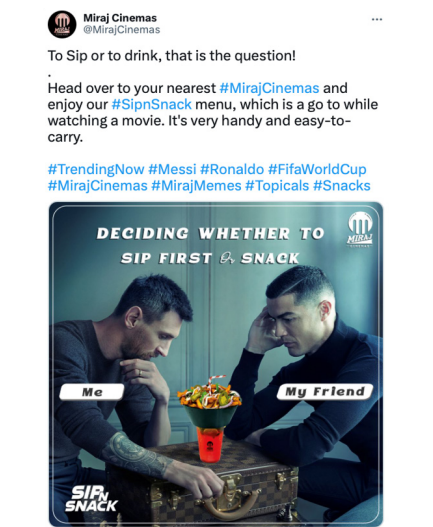 Miraj Cinemas
@MirajCinemas
To Sip or to drink, that is the question!
.
Head over to your nearest #MirajCinemas and
enjoy our #SipnSnack menu, which is a go to while
watching a movie. It's very handy and easy-to-
carry.
#TrendingNow #Messi #Ronaldo #FifaWorldCup
#MirajCinemas #MirajMemes #Topicals #Snacks
MIRAJ
CINEMAS
DECIDING WHETHER TO
SIP FIRST Or SNACK
Me
My Friend
SIP N
SNACK